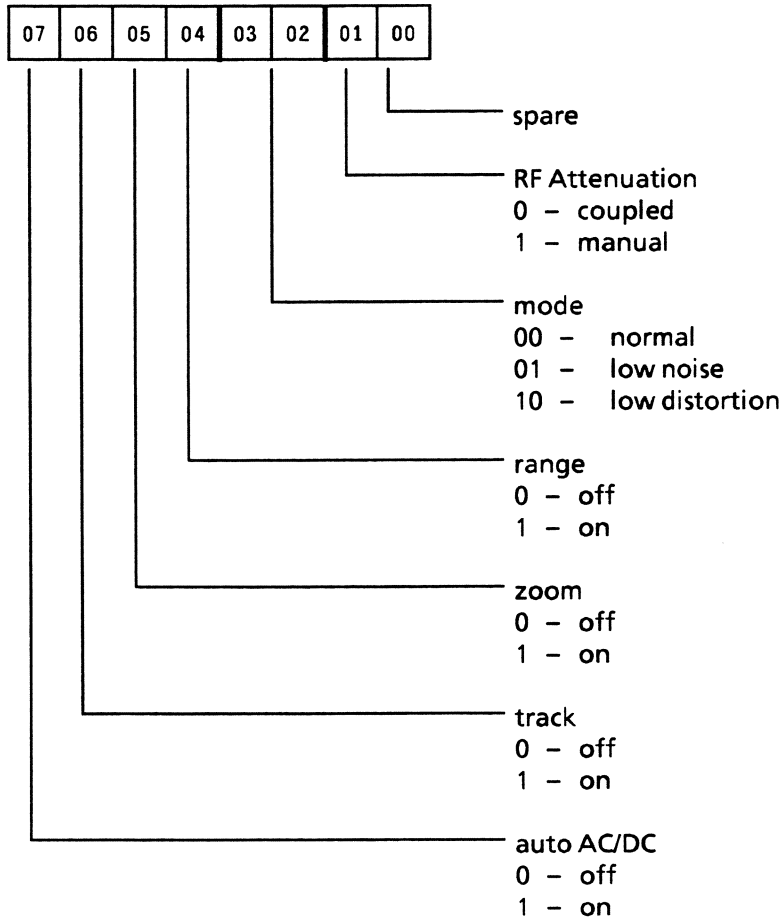 07 06 05 04 03 02 01 00
spare
RF Attenuation
0 – coupled
1 – manual
mode
00 – normal
01 – low noise
10 – low distortion
range
0 – off
1 – on
zoom
0 – off
1 – on
track
0 – off
1 – on
auto AC/DC
0 – off
1 – on